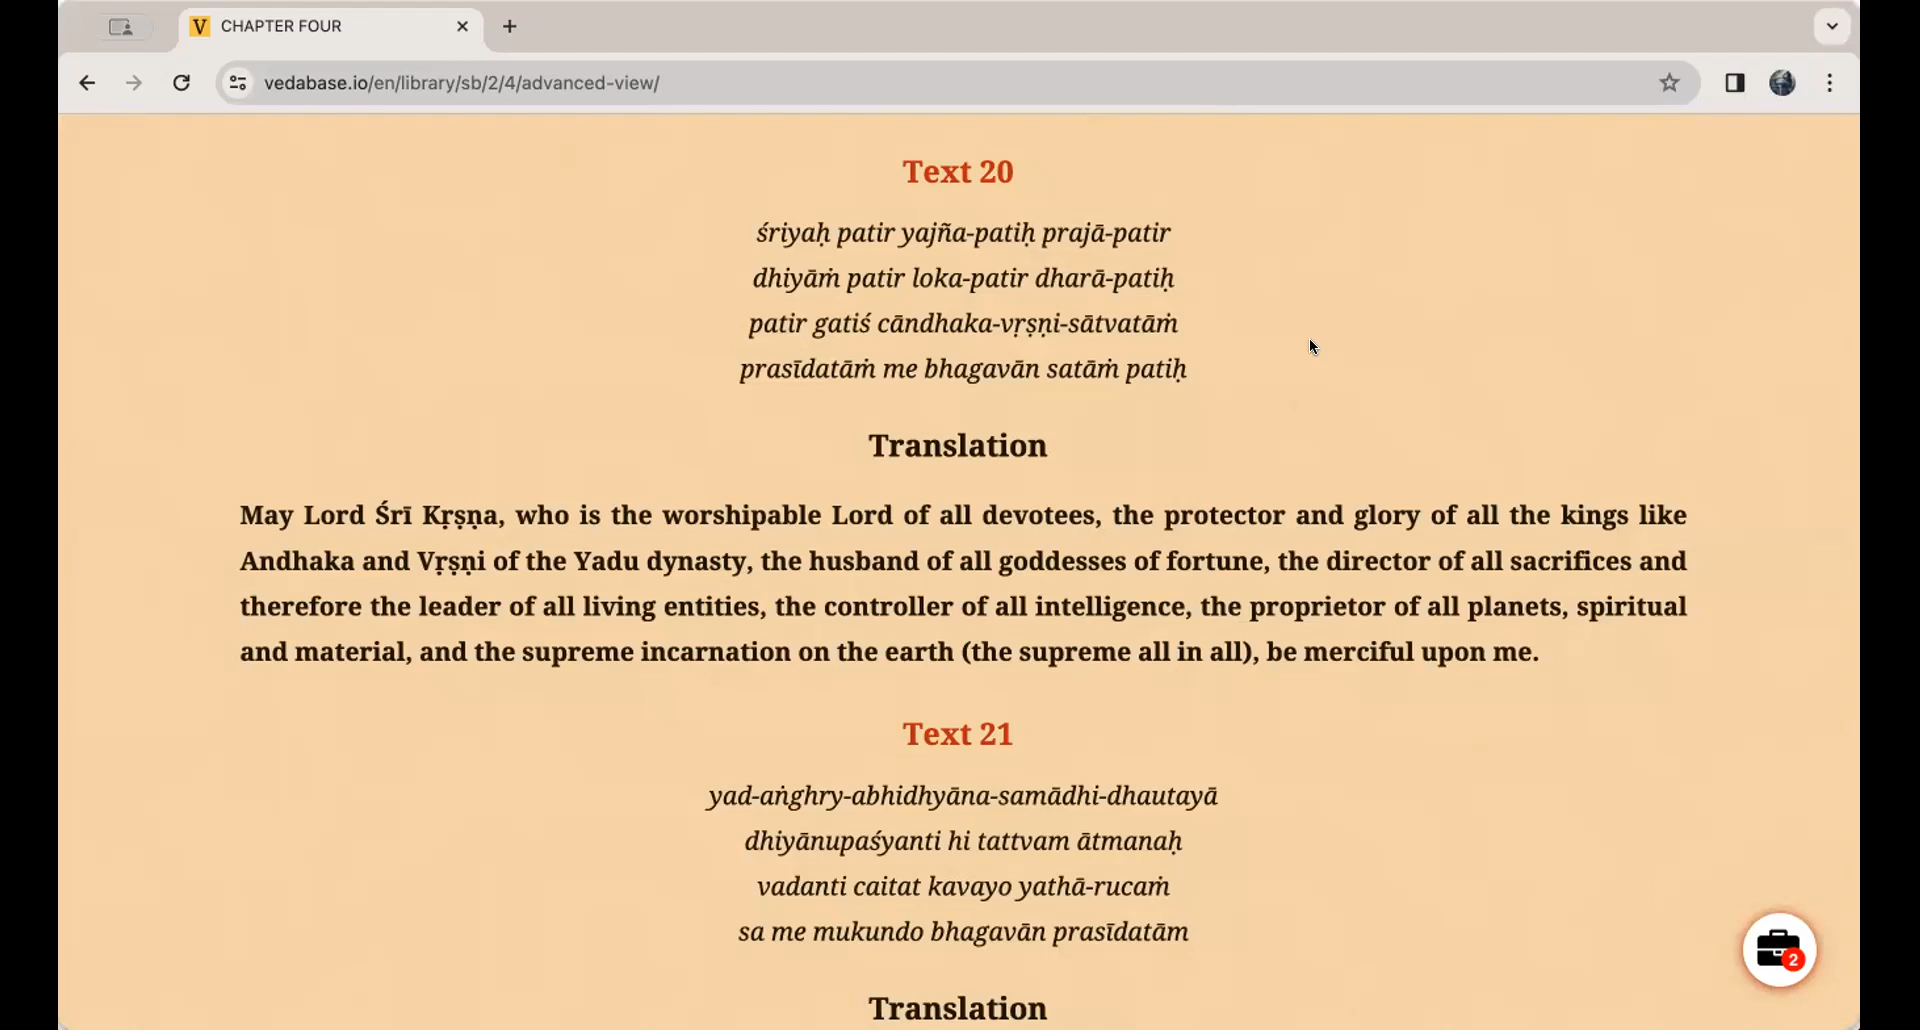 CHAPTER FOUR
vedabase.io/en/library/sb/2/4/advanced-view/
Text 20
śriyaḥ patir yajña-patiḥ prajā-patir
dhiyāṁ patir loka-patir dharā-patiḥ
patir gatiś cāndhaka-vṛṣṇi-sātvatāṁ
prasīdatāṁ me bhagavān satāṁ patiḥ
Translation
May Lord Śrī Kṛṣṇa, who is the worshipable Lord of all devotees, the protector and glory of all the kings like
Andhaka and Vṛṣṇi of the Yadu dynasty, the husband of all goddesses of fortune, the director of all sacrifices and
therefore the leader of all living entities, the controller of all intelligence, the proprietor of all planets, spiritual
and material, and the supreme incarnation on the earth (the supreme all in all), be merciful upon me.
Text 21
yad-aṅghry-abhidhyāna-samādhi-dhautayā
dhiyānupaśyanti hi tattvam ātmanaḥ
vadanti caitat kavayo yathā-rucaṁ
sa me mukundo bhagavān prasīdatām
2
Translation